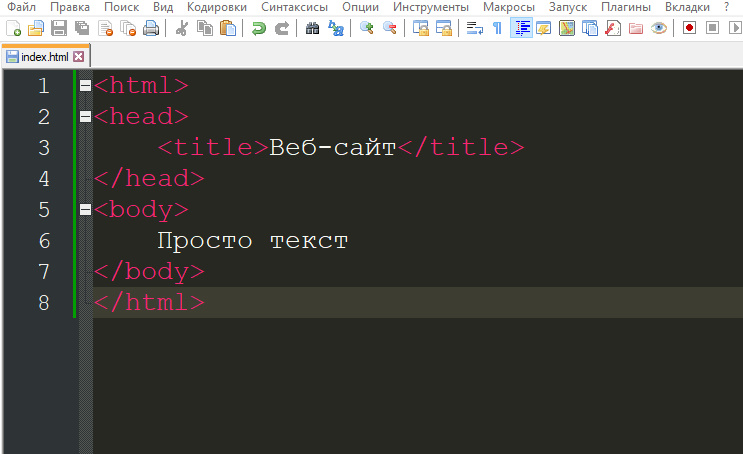 Файл Правка Поиск Вид Кодировки Синтаксисы Опции Инструменты Макросы Запуск Плагины Вкладки ?
index.html
1 <html>
2 <head>
3 <title>Веб-сайт</title>
4 </head>
5 <body>
6 Просто текст
7 </body>
8 </html>